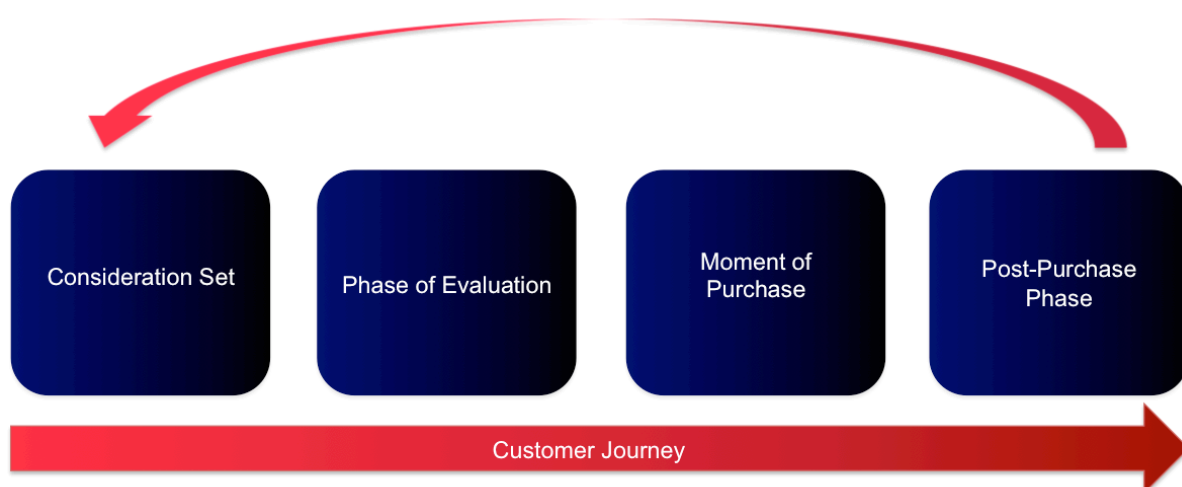 Consideration Set
Phase of Evaluation
Moment of
Purchase
Post-Purchase
Phase
Customer Journey